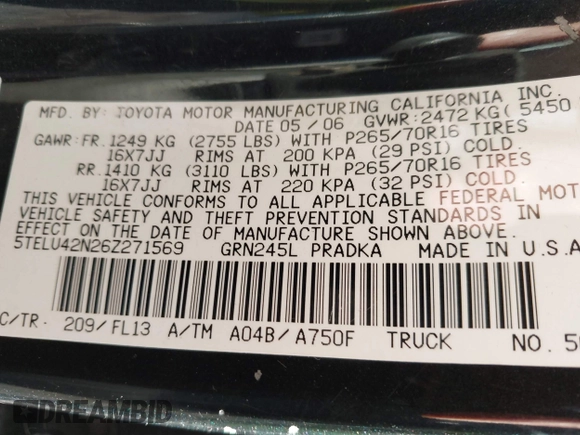 MFD. BY: TOYOTA MOTOR MANUFACTURING CALIFORNIA INC.
DATE 05 / 06 GVWR: 2472 KG ( 5450
GAWR: FR. 1249 KG (2755 LBS) WITH P265/70R16 TIRES
16X7JJ RIMS AT 200 KPA (29 PSI) COLD.
RR. 1410 KG (3110 LBS) WITH P265/70R16 TIRES
16X7JJ RIMS AT 220 KPA (32 PSI) COLD.
THIS VEHICLE CONFORMS TO ALL APPLICABLE FEDERAL MOT
VEHICLE SAFETY AND THEFT PREVENTION STANDARDS IN
EFFECT ON THE DATE OF MANUFACTURE SHOWN ABOVE.
5TELU42N26Z271569 GRN245L PRADKA MADE IN U.S.A
C/TR. 209/FL13 A/TM A04B/A750F TRUCK NO. 50
DREAMBID